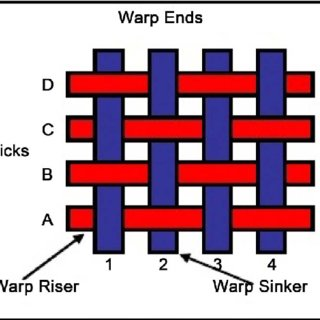 Warp Ends
D
C
icks
B
A
1 2 3 4
Warp Riser
Warp Sinker